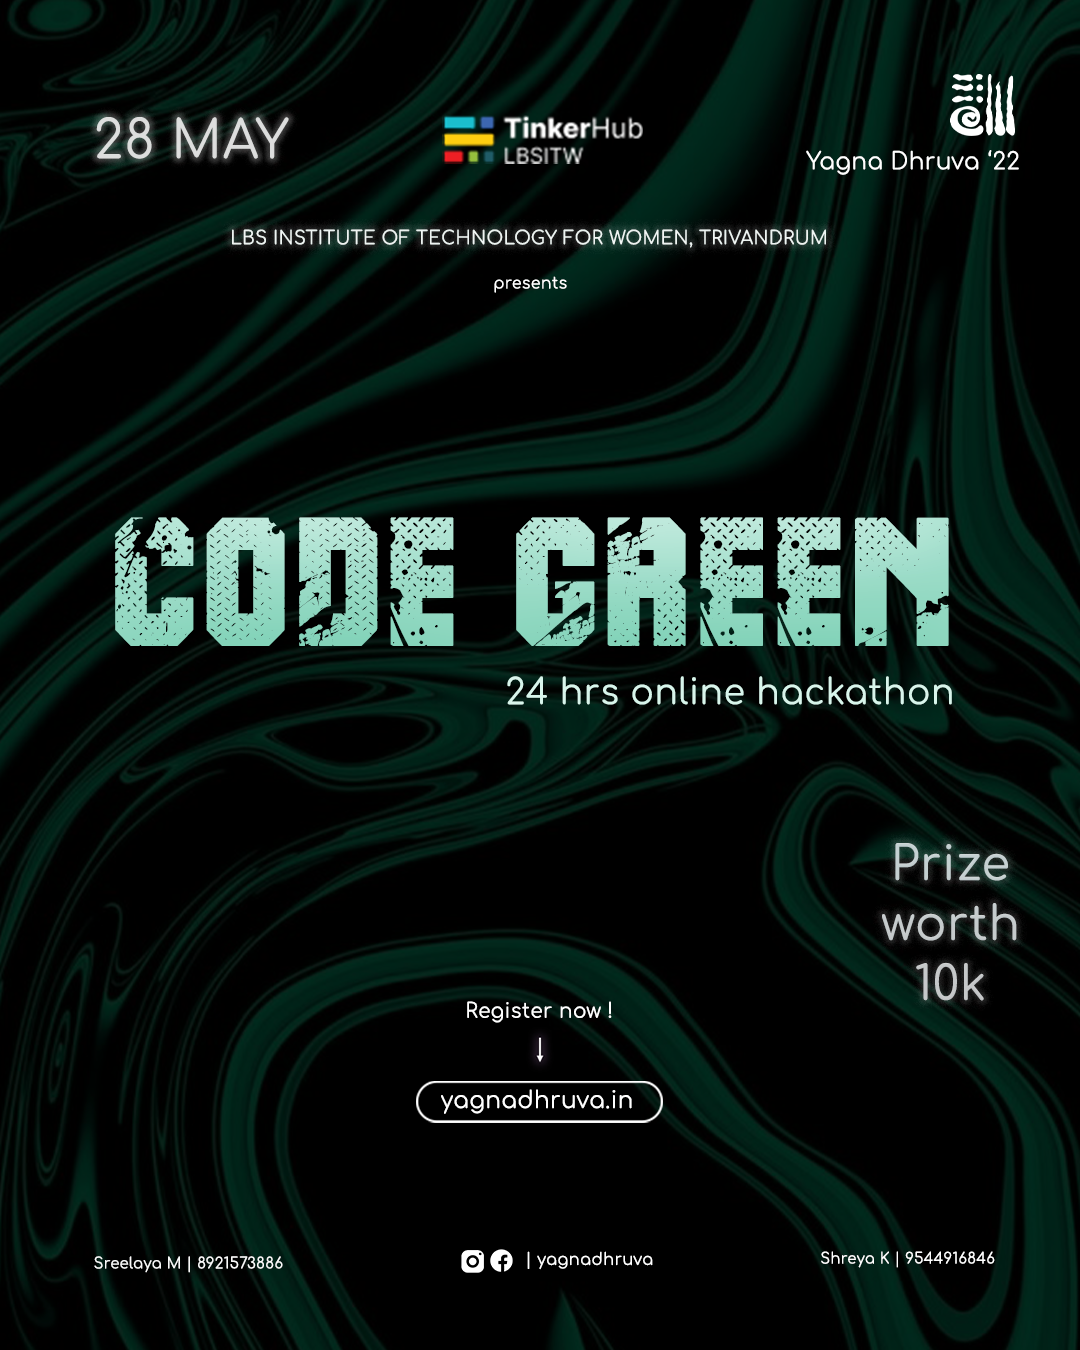 28 MAY
TinkerHub
LBSITW
Yagna Dhruva ‘22
LBS INSTITUTE OF TECHNOLOGY FOR WOMEN, TRIVANDRUM
presents
CODE GREEN
24 hrs online hackathon
Prize
worth
10k
Register now !
yagnadhruva.in
Sreelaya M | 8921573886
| yagnadhruva
Shreya K | 9544916846